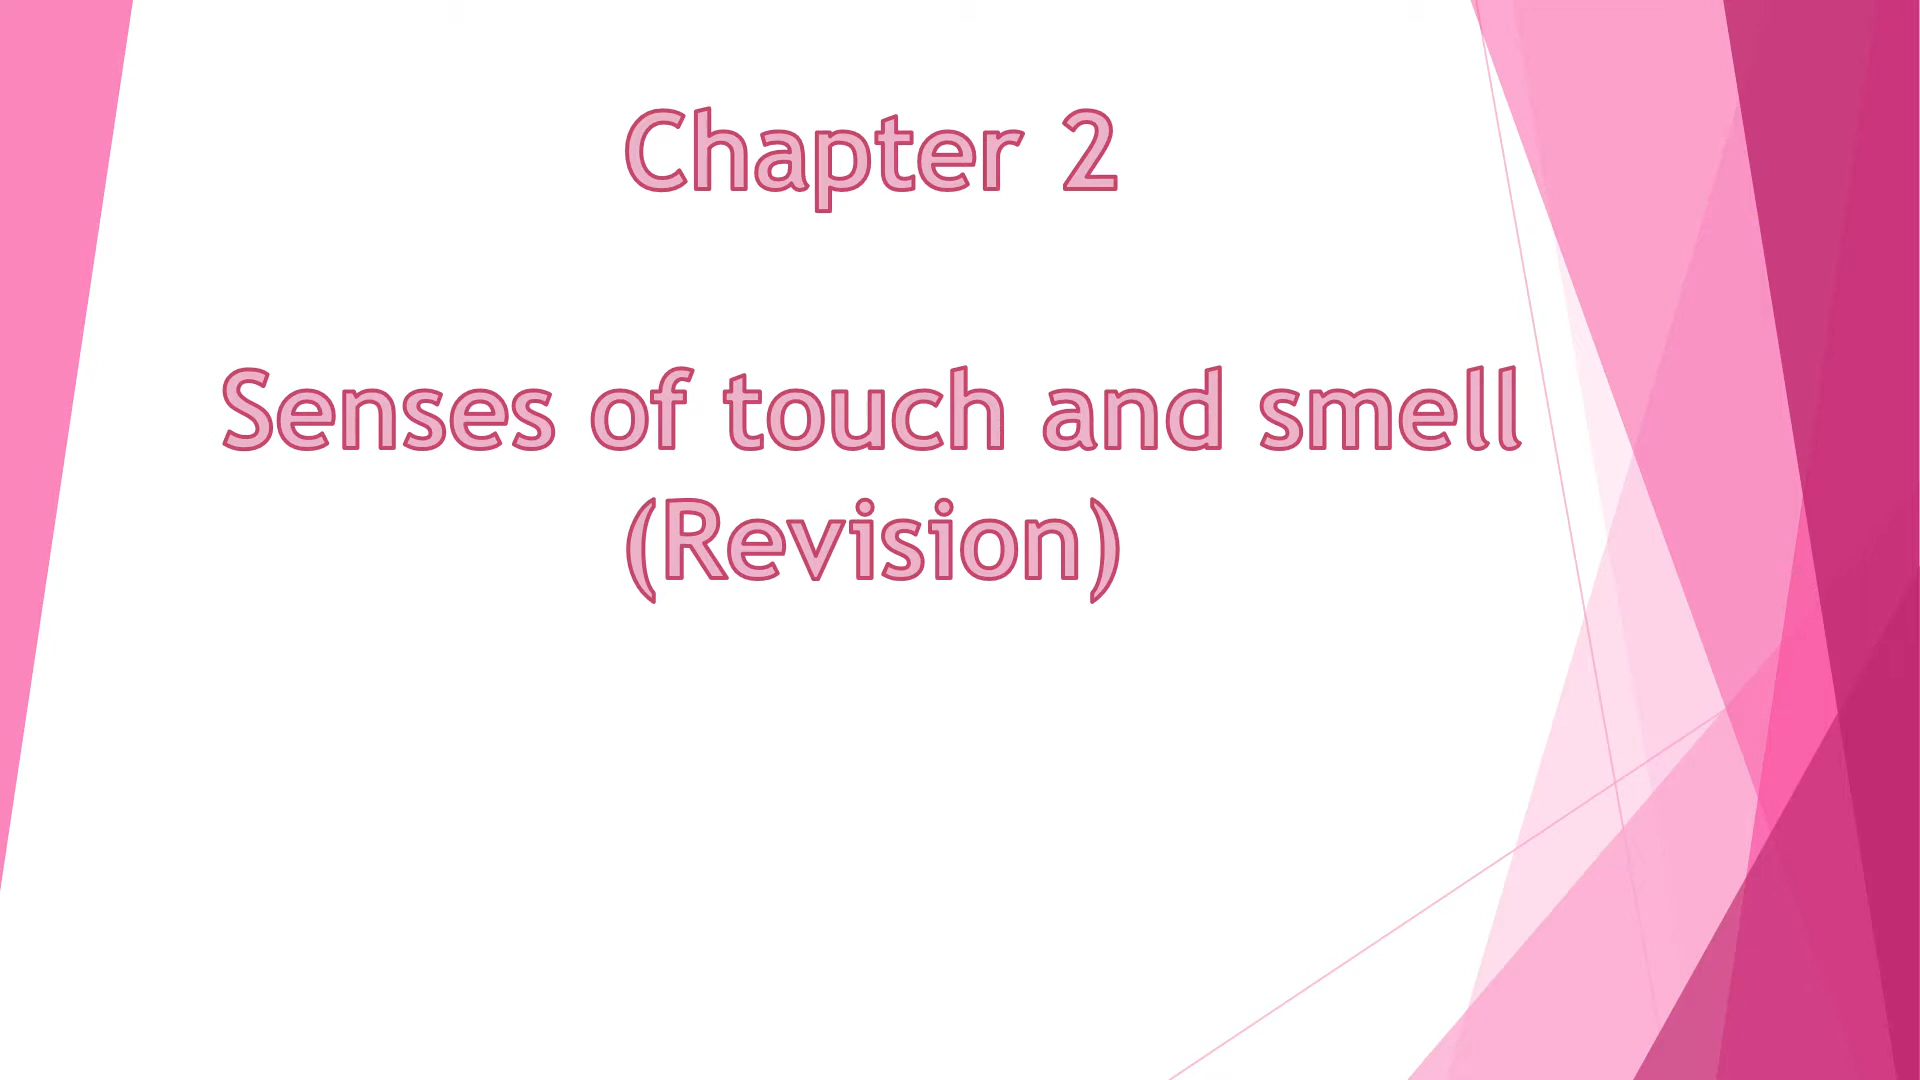 Chapter 2
Senses of touch and smell
(Revision)